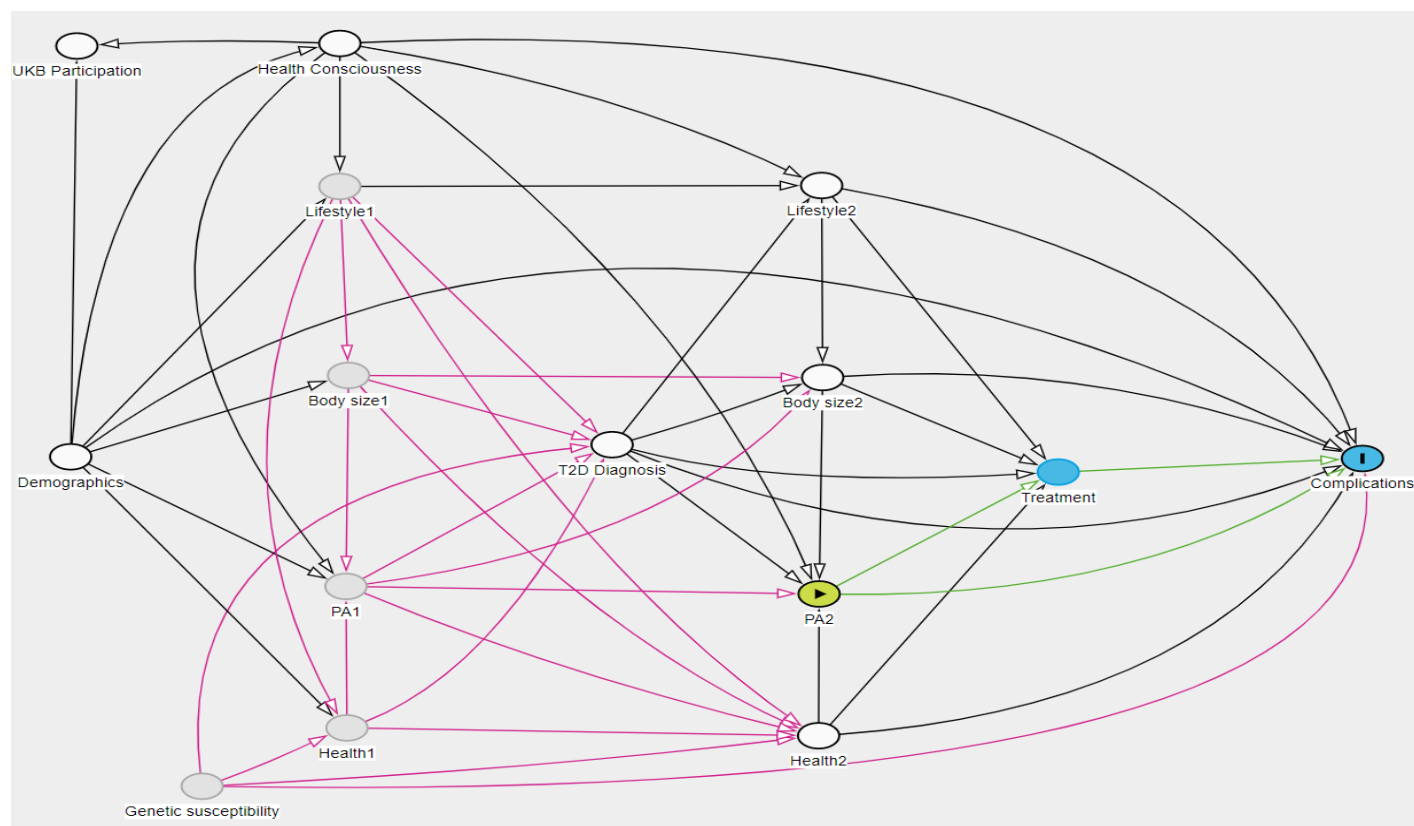 UKB Participation
Health Consciousness
Lifestyle1
Lifestyle2
Body size1
Body size2
Demographics
T2D Diagnosis
Treatment
Complications
PA1
PA2
Health1
Health2
Genetic susceptibility